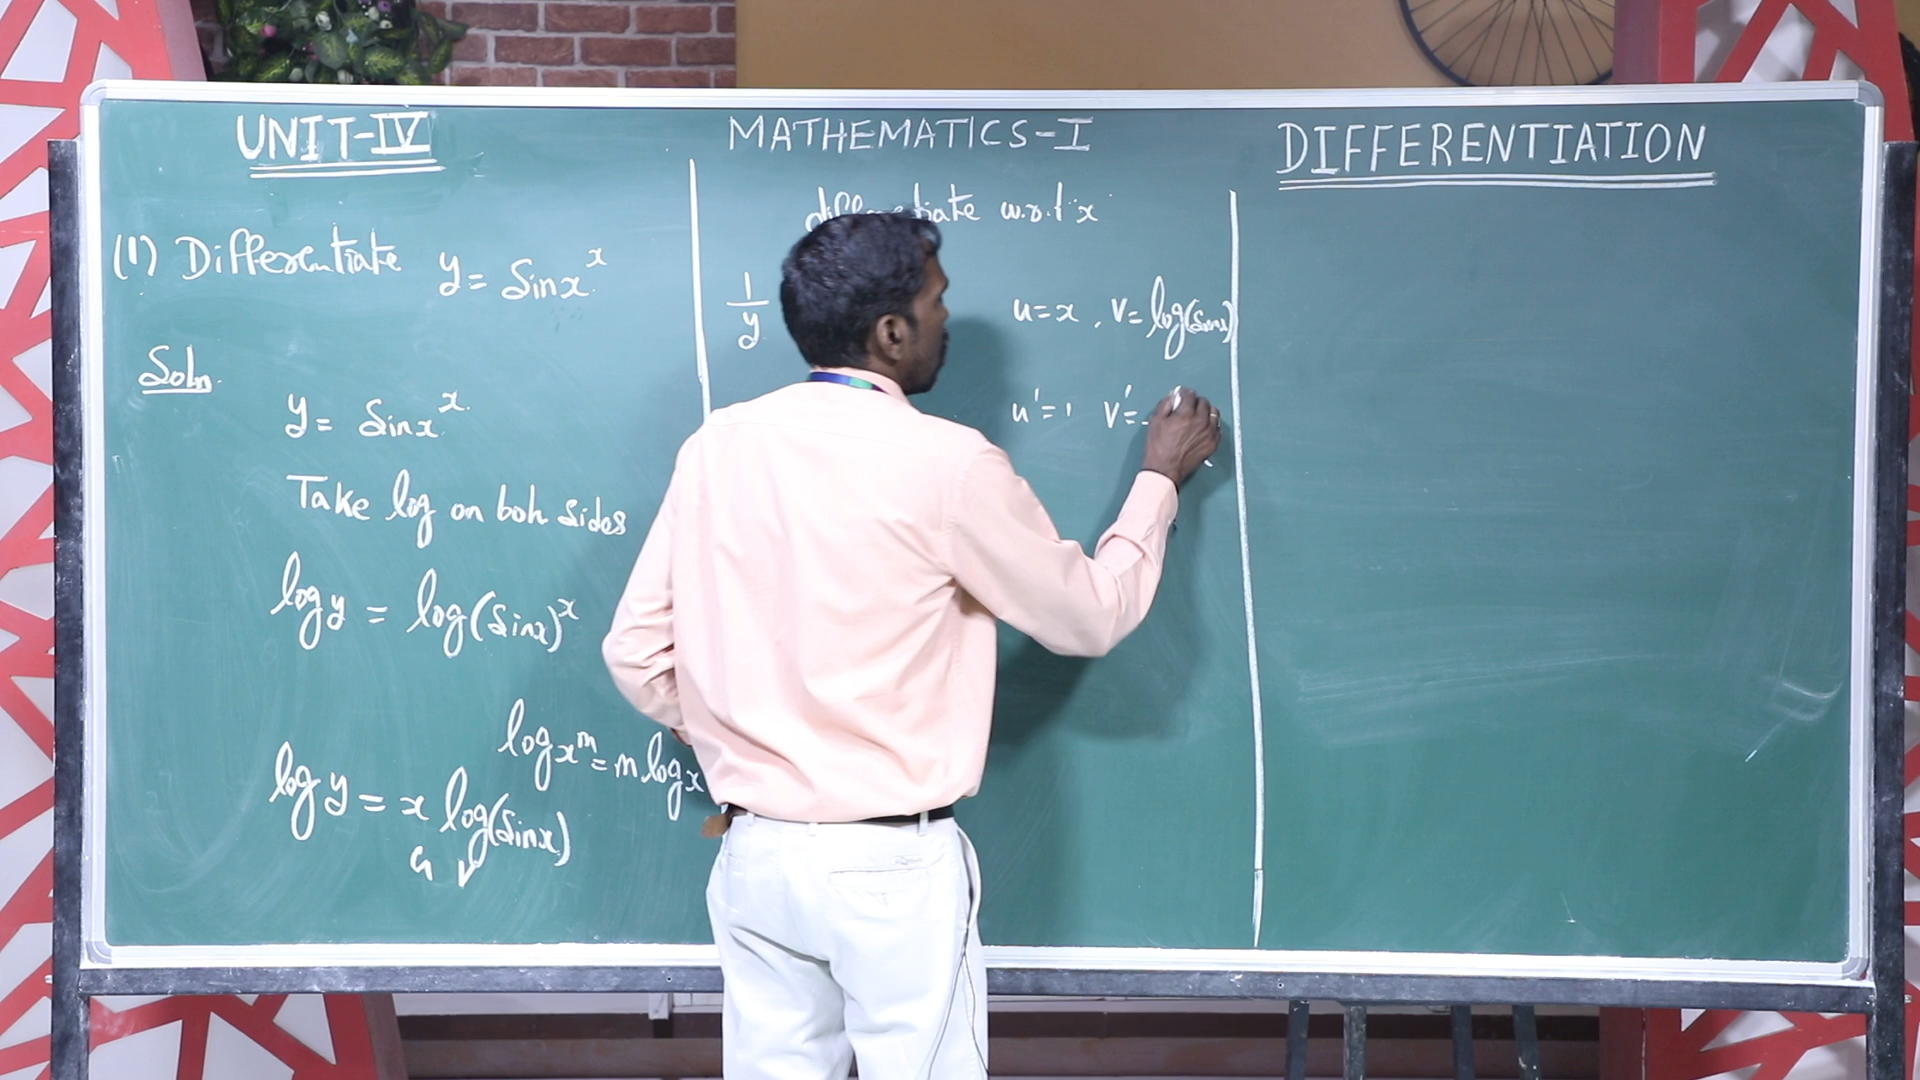 UNIT-IV
MATHEMATICS-I
DIFFERENTIATION
(1) Differentiate y = Sinx^x
Soln.
y = Sinx^x.
Take log on boh sides
log y = log(Sinx)^x
log x^m = m log x
log y = x log(Sinx)
u v
differentiate w.r.t 'x'
1/y
u = x, v = log(Sinx)
u' = 1 v' =